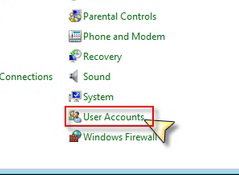 Parental Controls
Phone and Modem
Recovery
Connections
Sound
System
User Accounts
Windows Firewall